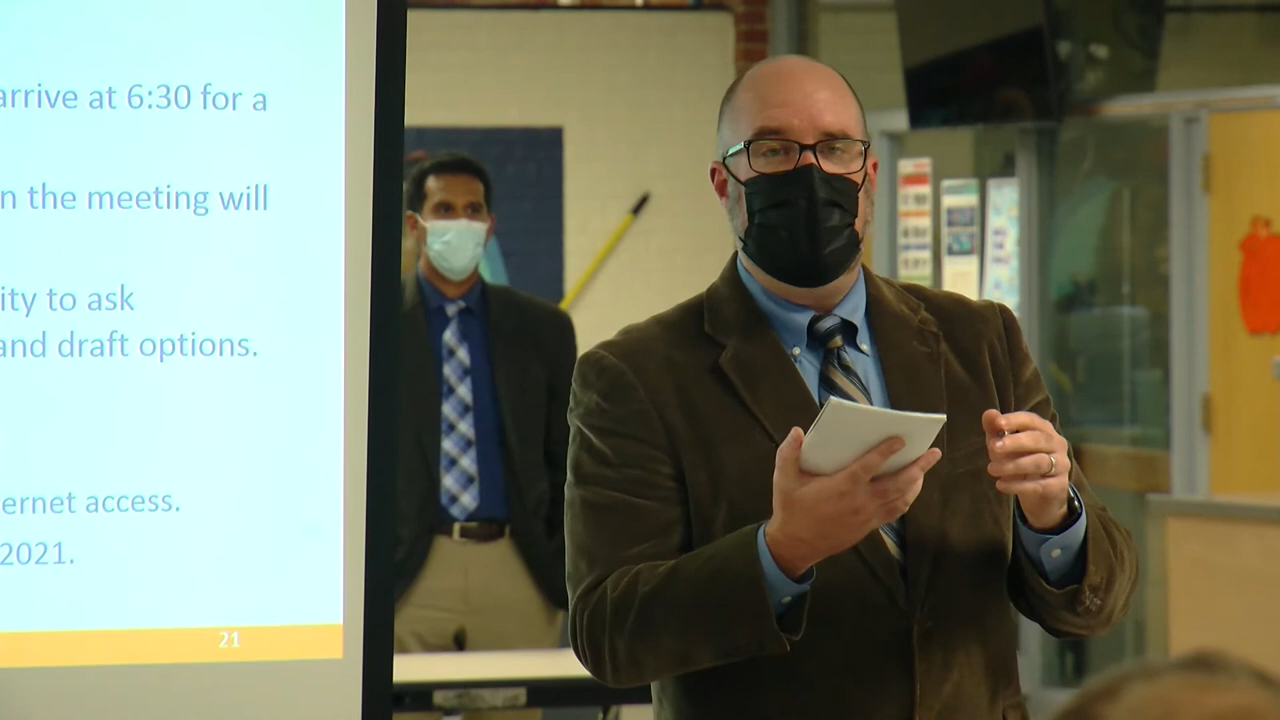 arrive at 6:30 for a
n the meeting will
ity to ask
and draft options.
ernet access.
2021.
21